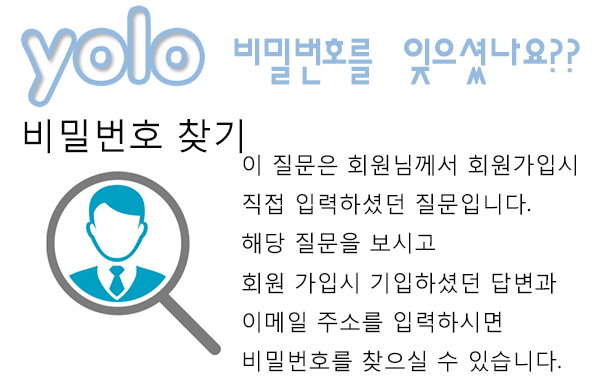 yolo 비밀번호를 잊으셨나요??
비밀번호 찾기
이 질문은 회원님께서 회원가입시
직접 입력하셨던 질문입니다.
해당 질문을 보시고
회원 가입시 기입하셨던 답변과
이메일 주소를 입력하시면
비밀번호를 찾으실 수 있습니다.